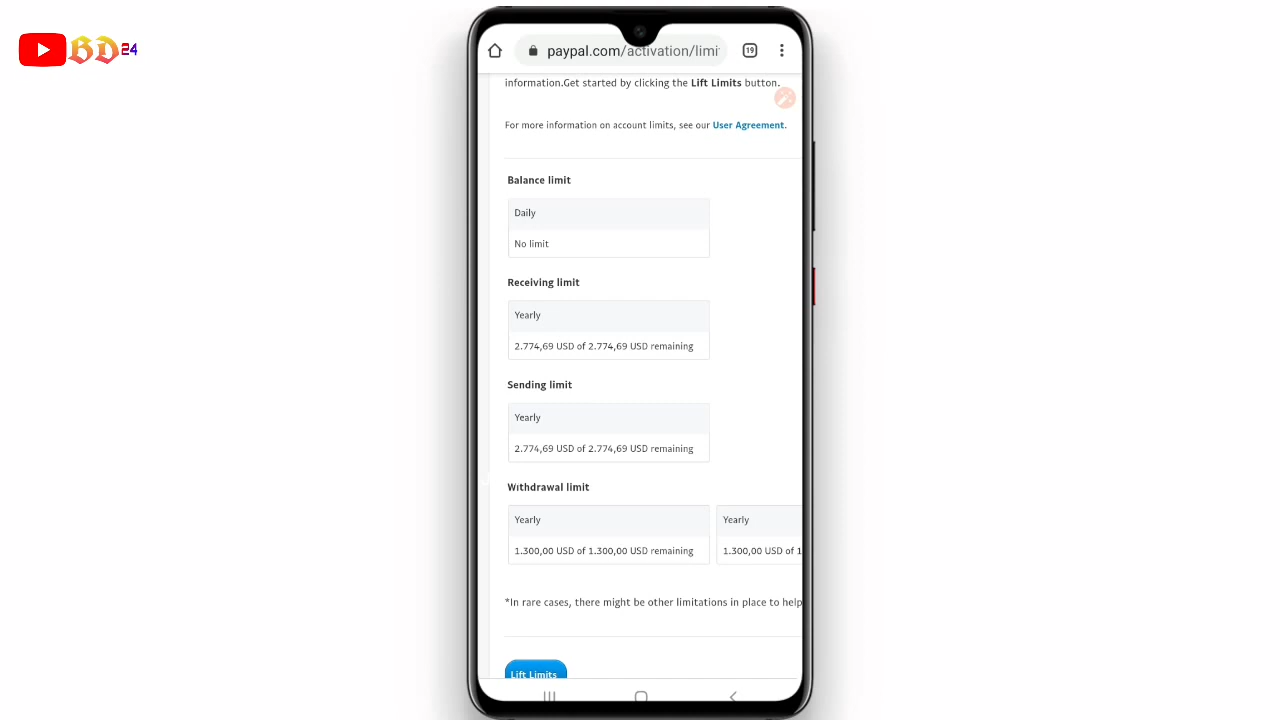 BD 24
paypal.com/activation/limi
19
information.Get started by clicking the Lift Limits button.
For more information on account limits, see our User Agreement.
Balance limit
Daily
No limit
Receiving limit
Yearly
2.774,69 USD of 2.774,69 USD remaining
Sending limit
Yearly
2.774,69 USD of 2.774,69 USD remaining
Withdrawal limit
Yearly Yearly
1.300,00 USD of 1.300,00 USD remaining 1.300,00 USD of 1
*In rare cases, there might be other limitations in place to help
Lift Limits